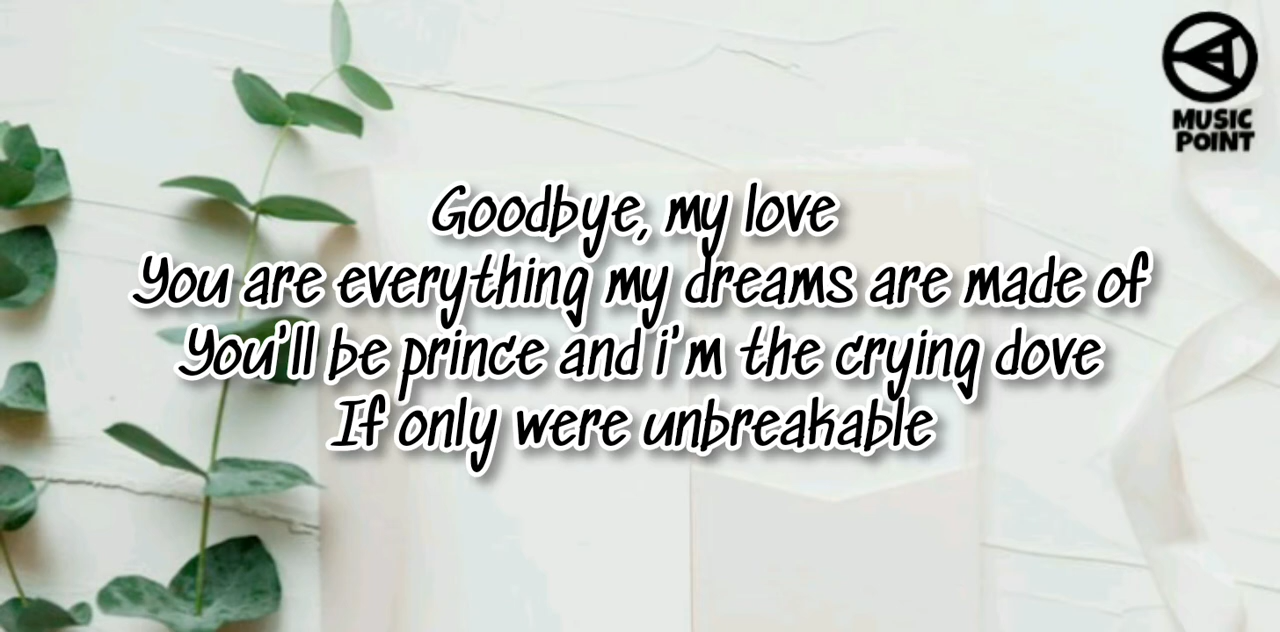 MUSIC
POINT
Goodbye, my love
You are everything my dreams are made of
You'll be prince and i'm the crying dove
If only were unbreakable